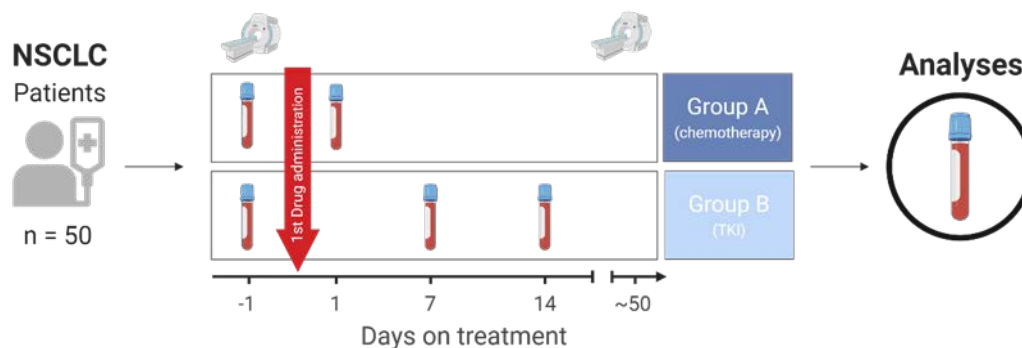 NSCLC
Patients
n = 50
1st Drug administration
Group A
(chemotherapy)
Group B
(TKI)
-1
1
7
14
~50
Days on treatment
Analyses